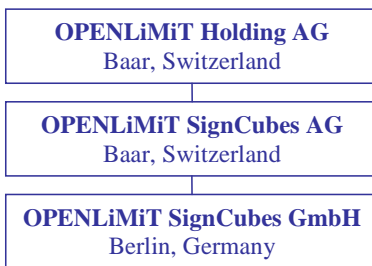 OPENLiMiT Holding AG
Baar, Switzerland
OPENLiMiT SignCubes AG
Baar, Switzerland
OPENLiMiT SignCubes GmbH
Berlin, Germany